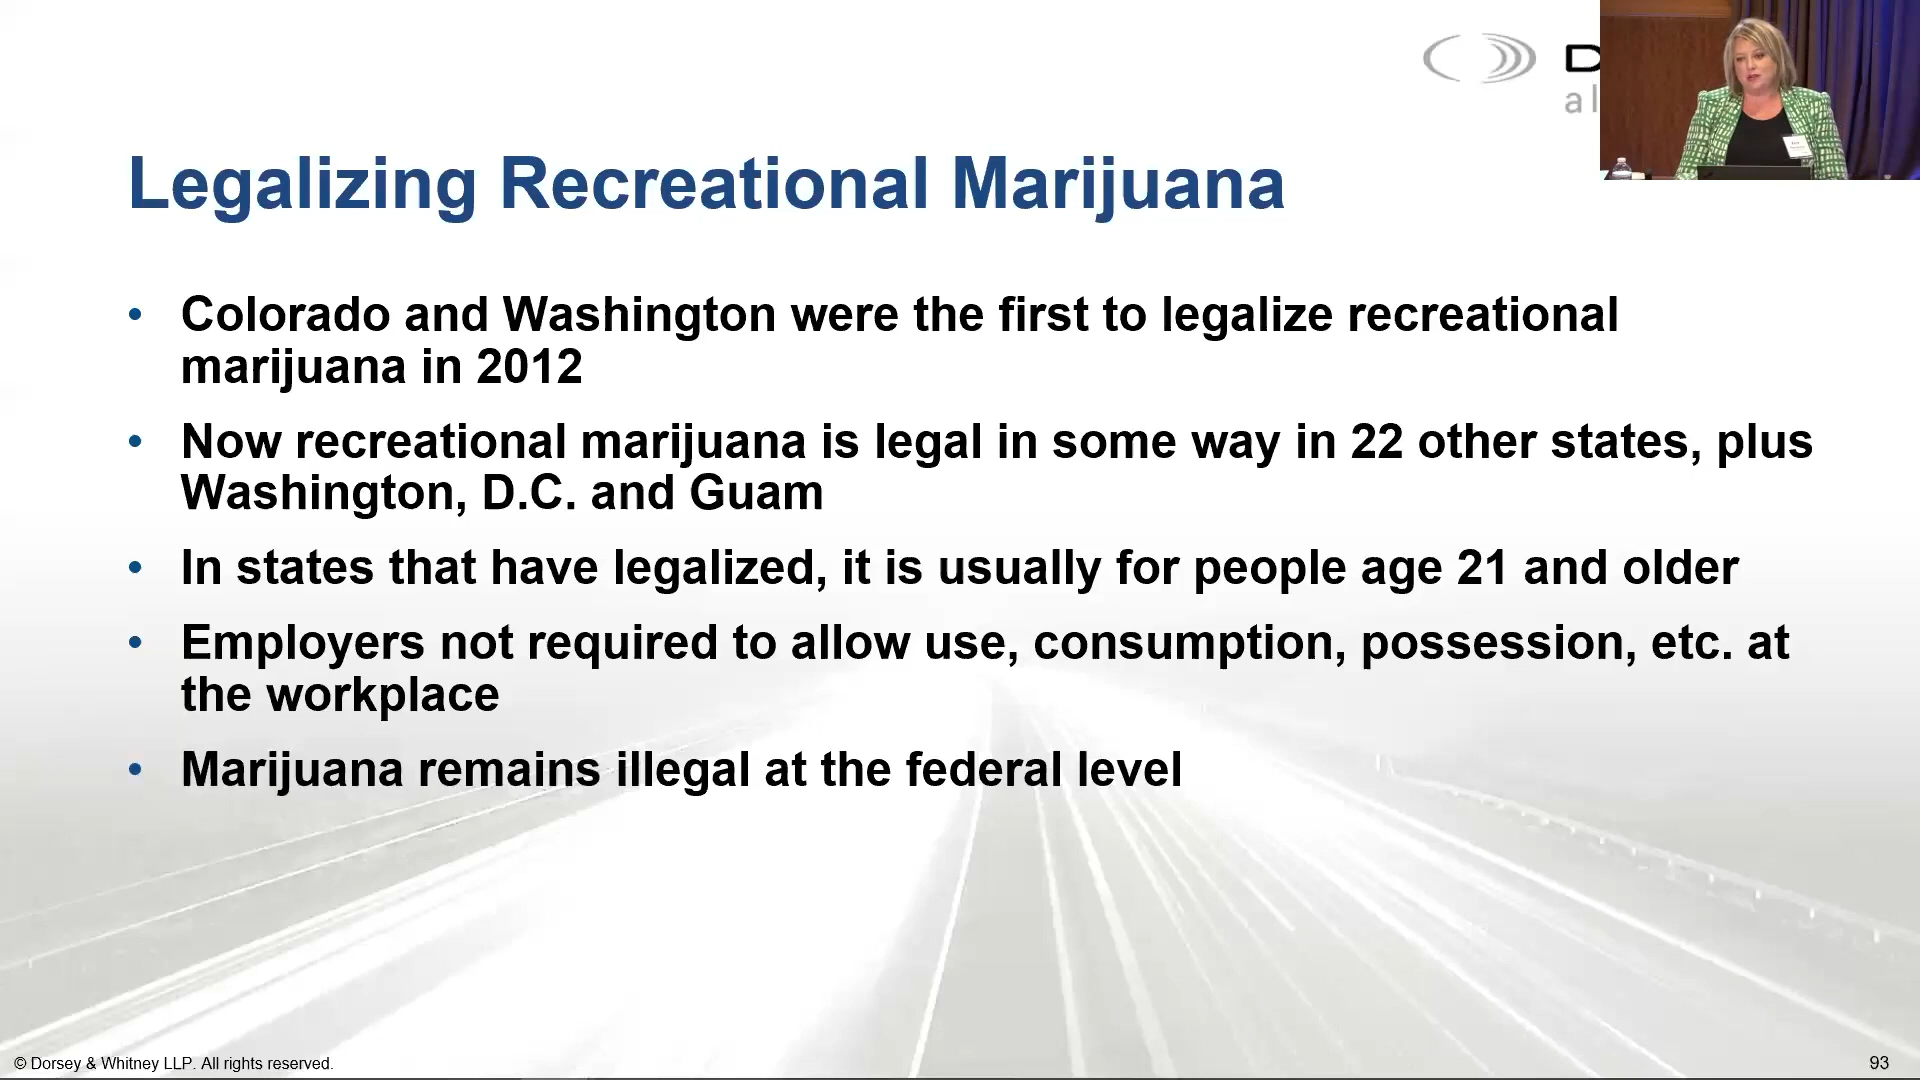 Legalizing Recreational Marijuana
• Colorado and Washington were the first to legalize recreational
marijuana in 2012
• Now recreational marijuana is legal in some way in 22 other states, plus
Washington, D.C. and Guam
• In states that have legalized, it is usually for people age 21 and older
• Employers not required to allow use, consumption, possession, etc. at
the workplace
• Marijuana remains illegal at the federal level
© Dorsey & Whitney LLP. All rights reserved.
93